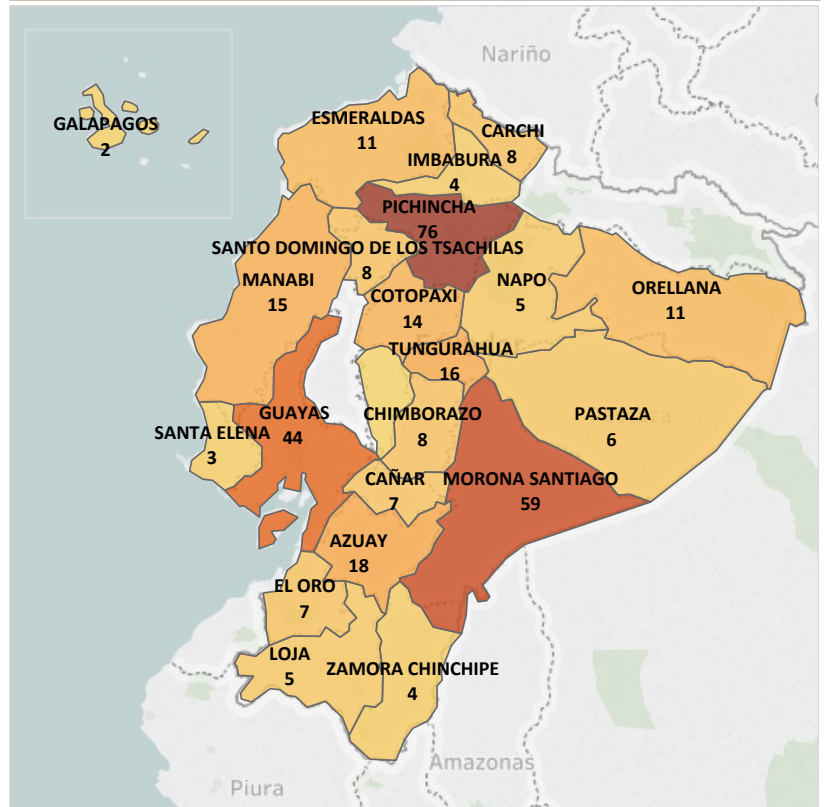 Nariño
GALAPAGOS
2
ESMERALDAS
11
CARCHI
8
IMBABURA
4
PICHINCHA
76
SANTO DOMINGO DE LOS TSACHILAS
8
MANABI
15
COTOPAXI
14
NAPO
5
ORELLANA
11
TUNGURAHUA
16
GUAYAS
44
CHIMBORAZO
8
PASTAZA
6
SANTA ELENA
3
CAÑAR
7
MORONA SANTIAGO
59
AZUAY
18
EL ORO
7
LOJA
5
ZAMORA CHINCHIPE
4
Amazonas
Piura